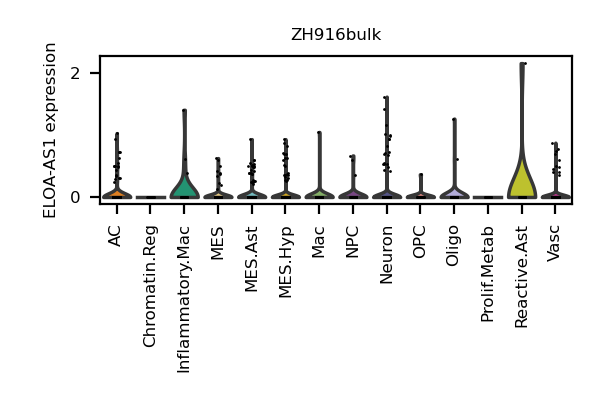 ZH916bulk
ELOA-AS1 expression
2
0
AC
Chromatin.Reg
Inflammatory.Mac
MES
MES.Ast
MES.Hyp
Mac
NPC
Neuron
OPC
Oligo
Prolif.Metab
Reactive.Ast
Vasc